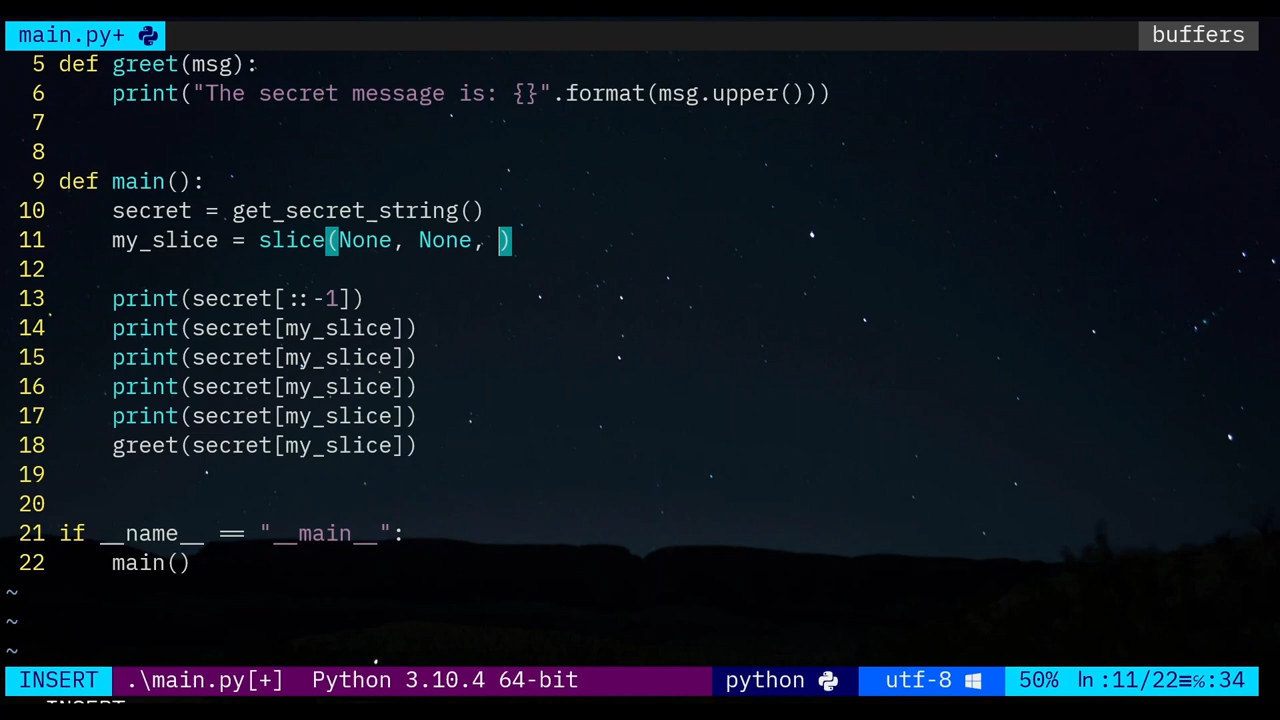 main.py+ buffers
5 def greet(msg):
6     print("The secret message is: {}".format(msg.upper()))
7
8
9 def main():
10     secret = get_secret_string()
11     my_slice = slice(None, None, )
12
13     print(secret[::-1])
14     print(secret[my_slice])
15     print(secret[my_slice])
16     print(secret[my_slice])
17     print(secret[my_slice])
18     greet(secret[my_slice])
19
20
21 if __name__ == "__main__":
22     main()
~
~
~
INSERT .\main.py[+] Python 3.10.4 64-bit python utf-8 50% ln :11/22≡%:34
-- INSERT --